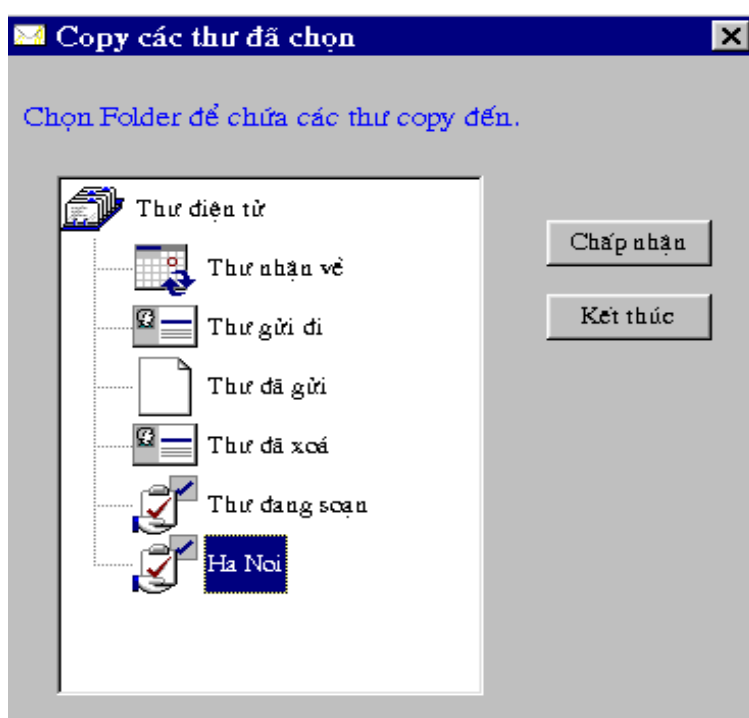 Copy các thư đã chọn
Chọn Folder để chứa các thư copy đến.
Thư điện tử
Thư nhận về
Thư gửi đi
Thư đã gửi
Thư đã xoá
Thư đang soạn
Ha Noi
Chấp nhận
Kết thúc